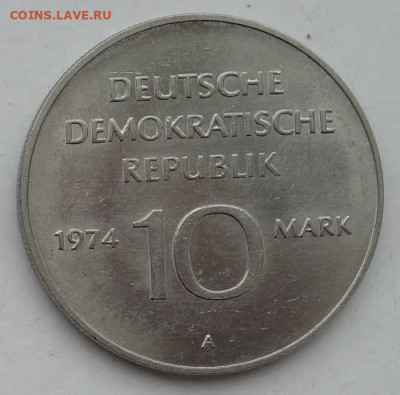 COINS.LAVE.RU
DEUTSCHE
DEMOKRATISCHE
REPUBLIK
1974 10 MARK
A